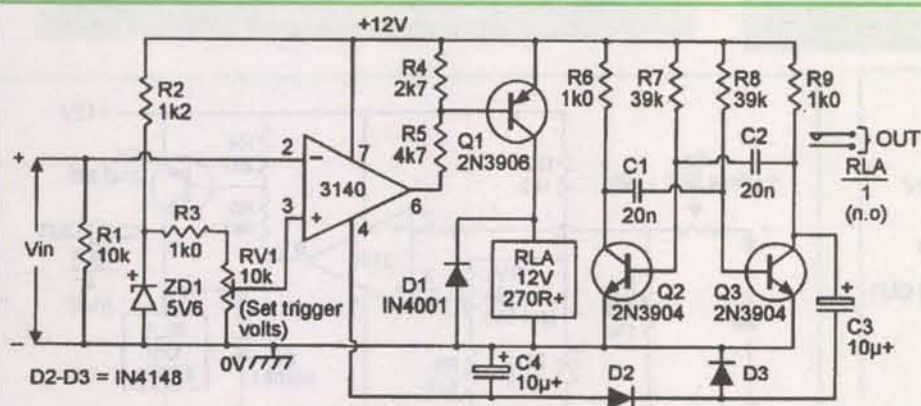 +12V
R2
1k2
R4
2k7
R5
4k7
Q1
2N3906
R6
1k0
R7
39k
R8
39k
R9
1k0
C1
20n
C2
20n
OUT
RLA
1
(n.o)
+
Vin
−
R1
10k
2
−
7
3140
3
+
4
6
R3
1k0
RV1
10k
(Set trigger
volts)
ZD1
5V6
+
D1
IN4001
RLA
12V
270R+
Q2
2N3904
Q3
2N3904
+
C3
10µ+
0V
+
C4
10µ+
D2
D3
D2-D3 = IN4148